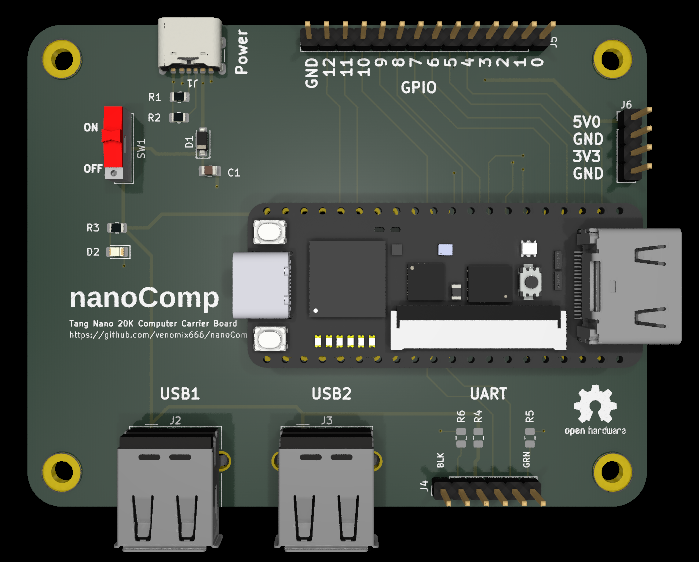 Power
J1
J5
GND 12 11 10 9 8 7 6 5 4 3 2 1 0
GPIO
R1
R2
ON
OFF
SW1
D1
C1
J6
5V0
GND
3V3
GND
R3
D2
nanoComp
Tang Nano 20K Computer Carrier Board
https://github.com/venomix666/nanoCom
USB1
USB2
UART
J2
J3
R6
R4
R5
BLK
GRN
J4
open hardware